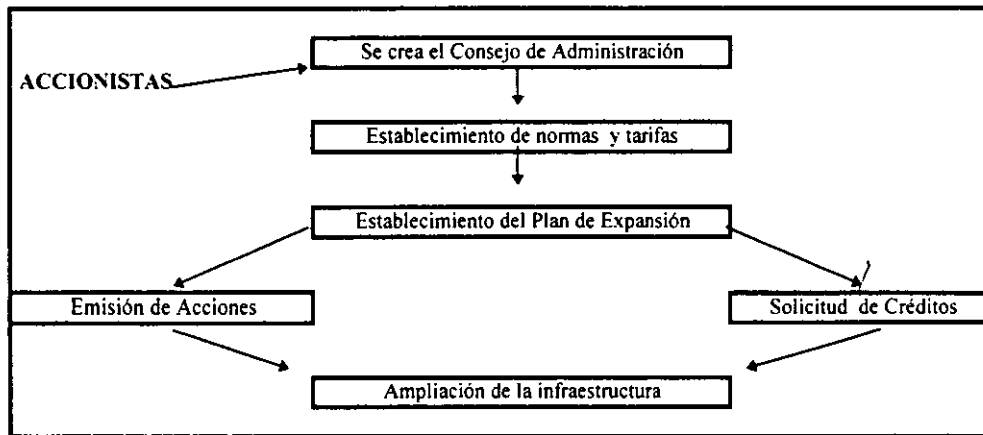 Se crea el Consejo de Administración
ACCIONISTAS
Establecimiento de normas y tarifas
Establecimiento del Plan de Expansión
Emisión de Acciones
Solicitud de Créditos
Ampliación de la infraestructura